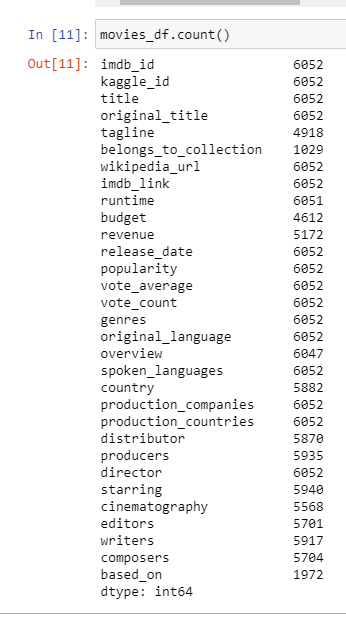 In [11]: movies_df.count()
Out[11]: imdb_id 6052
kaggle_id 6052
title 6052
original_title 6052
tagline 4918
belongs_to_collection 1029
wikipedia_url 6052
imdb_link 6052
runtime 6051
budget 4612
revenue 5172
release_date 6052
popularity 6052
vote_average 6052
vote_count 6052
genres 6052
original_language 6052
overview 6047
spoken_languages 6052
country 5882
production_companies 6052
production_countries 6052
distributor 5870
producers 5935
director 6052
starring 5940
cinematography 5568
editors 5701
writers 5917
composers 5704
based_on 1972
dtype: int64